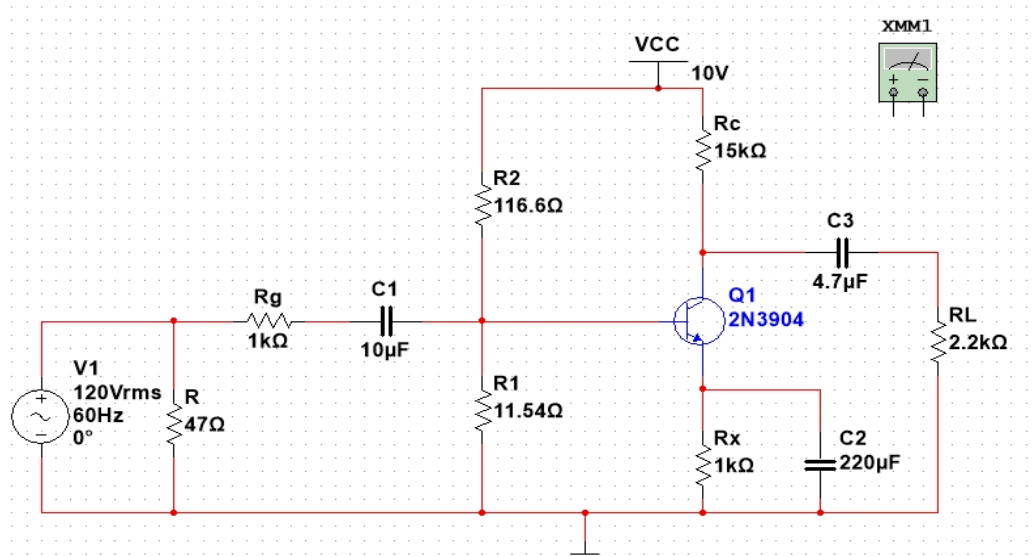 XMM1
VCC
10V
Rc
15kΩ
R2
116.6Ω
C3
4.7µF
Q1
2N3904
Rg
1kΩ
C1
10µF
RL
2.2kΩ
V1
120Vrms
60Hz
0°
R
47Ω
R1
11.54Ω
Rx
1kΩ
C2
220µF